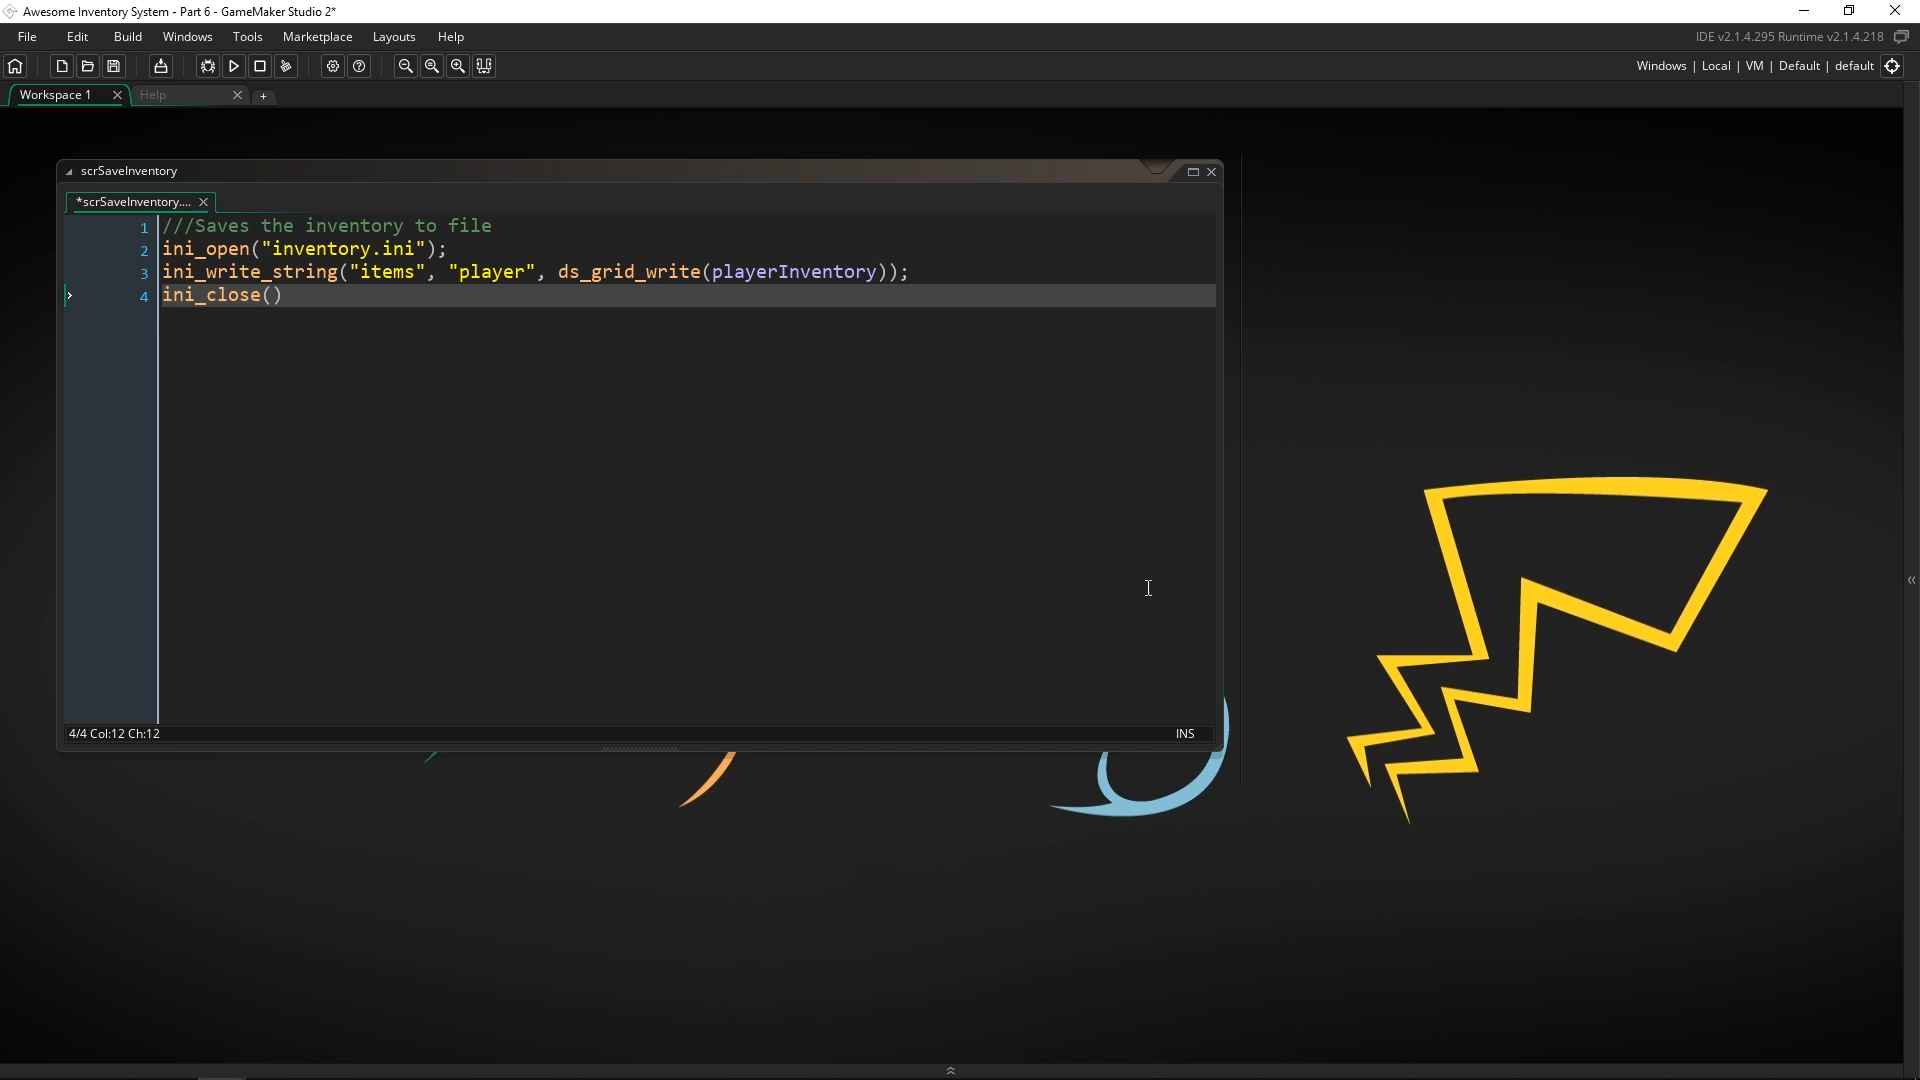 Awesome Inventory System - Part 6 - GameMaker Studio 2*
File Edit Build Windows Tools Marketplace Layouts Help
IDE v2.1.4.295 Runtime v2.1.4.218
Windows | Local | VM | Default | default
Workspace 1
Help
+
scrSaveInventory
*scrSaveInventory....
1 ///Saves the inventory to file
2 ini_open("inventory.ini");
3 ini_write_string("items", "player", ds_grid_write(playerInventory));
4 ini_close()
4/4 Col:12 Ch:12
INS